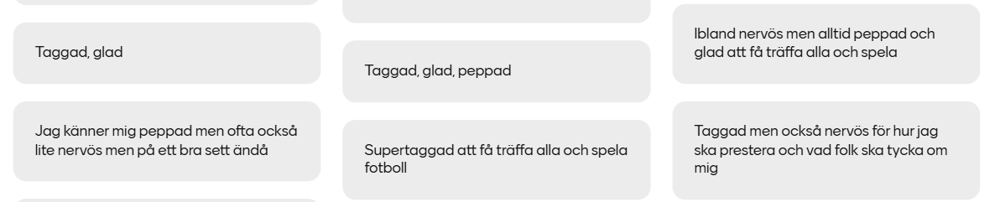 Taggad, glad
Jag känner mig peppad men ofta också
lite nervös men på ett bra sett ändå
Taggad, glad, peppad
Supertaggad att få träffa alla och spela
fotboll
Ibland nervös men alltid peppad och
glad att få träffa alla och spela
Taggad men också nervös för hur jag
ska prestera och vad folk ska tycka om
mig